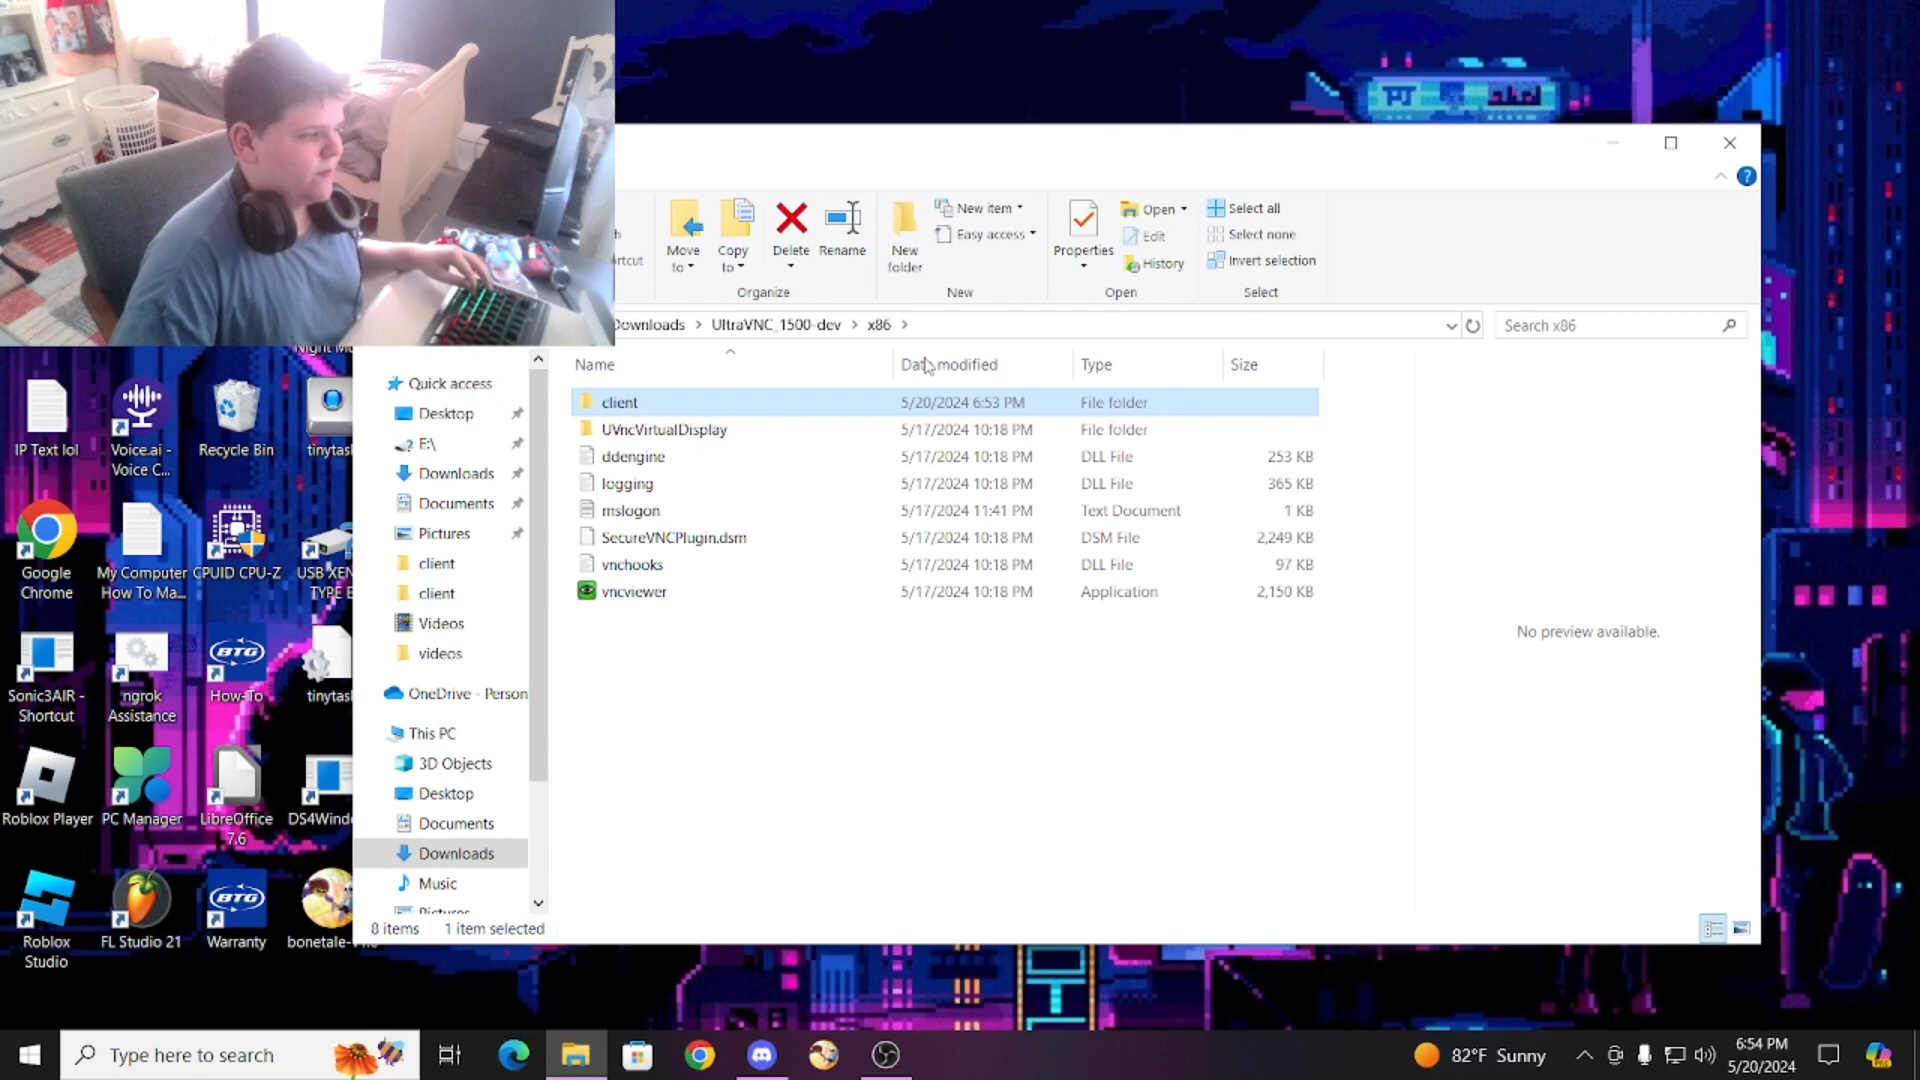 Move to
Copy to
Delete
Rename
New folder
New item
Easy access
Properties
Open
Edit
History
Select all
Select none
Invert selection
Organize
New
Open
Select
Downloads > UltraVNC_1500-dev > x86 >
Search x86
Name
Date modified
Type
Size
client 5/20/2024 6:53 PM File folder
UVncVirtualDisplay 5/17/2024 10:18 PM File folder
ddengine 5/17/2024 10:18 PM DLL File 253 KB
logging 5/17/2024 10:18 PM DLL File 365 KB
mslogon 5/17/2024 11:41 PM Text Document 1 KB
SecureVNCPlugin.dsm 5/17/2024 10:18 PM DSM File 2,249 KB
vnchooks 5/17/2024 10:18 PM DLL File 97 KB
vncviewer 5/17/2024 10:18 PM Application 2,150 KB
No preview available.
Quick access
Desktop
E:\
Downloads
Documents
Pictures
client
client
Videos
videos
OneDrive - Person
This PC
3D Objects
Desktop
Documents
Downloads
Music
Pictures
8 items 1 item selected
IP Text lol
Voice.ai - Voice C...
Recycle Bin
tinytas
Google Chrome
My Computer How To Ma...
CPUID CPU-Z
USB XEN
TYPE E
Sonic3AIR - Shortcut
ngrok Assistance
BTG
How-To
tinytas
Roblox Player
PC Manager
LibreOffice 7.6
DS4Wind
Roblox Studio
FL Studio 21
BTG
Warranty
bonetale-
Type here to search
82°F Sunny
6:54 PM
5/20/2024